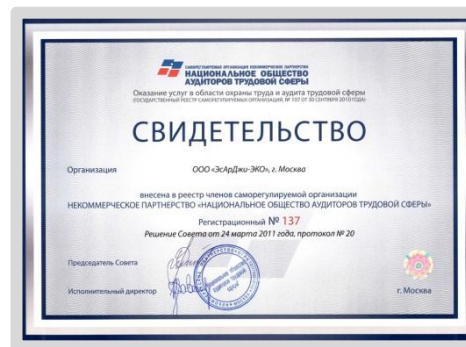 САМОРЕГУЛИРУЕМАЯ ОРГАНИЗАЦИЯ НЕКОММЕРЧЕСКОЕ ПАРТНЕРСТВО
НАЦИОНАЛЬНОЕ ОБЩЕСТВО
АУДИТОРОВ ТРУДОВОЙ СФЕРЫ
Оказание услуг в области охраны труда и аудита трудовой сферы
(ГОСУДАРСТВЕННЫЙ РЕЕСТР САМОРЕГУЛИРУЕМЫХ ОРГАНИЗАЦИЙ, № 137 ОТ 30 СЕНТЯБРЯ 2010 ГОДА)
СВИДЕТЕЛЬСТВО
Организация ООО «ЭсАрДжи-ЭКО», г. Москва
внесена в реестр членов саморегулируемой организации
НЕКОММЕРЧЕСКОЕ ПАРТНЕРСТВО «НАЦИОНАЛЬНОЕ ОБЩЕСТВО АУДИТОРОВ ТРУДОВОЙ СФЕРЫ»
Регистрационный № 137
Решение Совета от 24 марта 2011 года, протокол № 20
Председатель Совета
Исполнительный директор
г. Москва